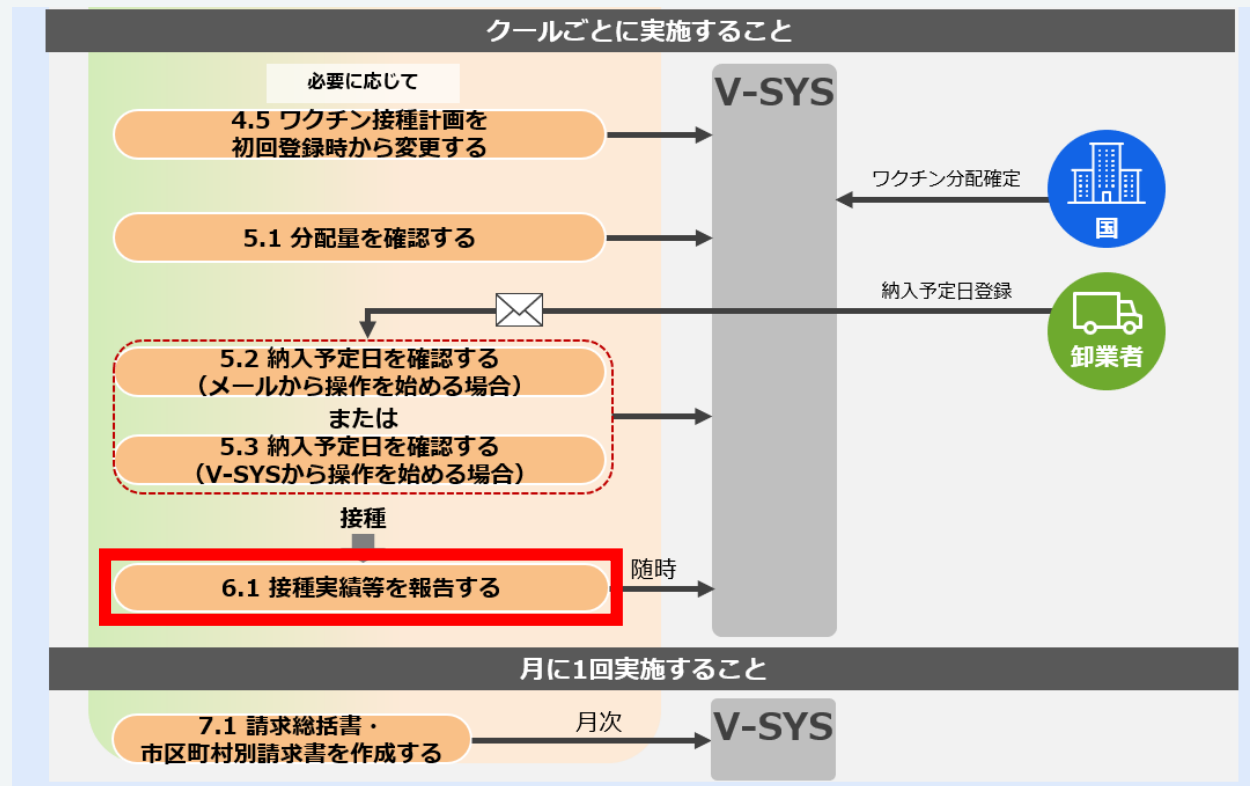 クールごとに実施すること
必要に応じて
V-SYS
4.5 ワクチン接種計画を
初回登録時から変更する
ワクチン分配確定
国
5.1 分配量を確認する
納入予定日登録
卸業者
5.2 納入予定日を確認する
（メールから操作を始める場合）
または
5.3 納入予定日を確認する
（V-SYSから操作を始める場合）
接種
6.1 接種実績等を報告する
随時
月に1回実施すること
7.1 請求総括書・
市区町村別請求書を作成する
月次
V-SYS